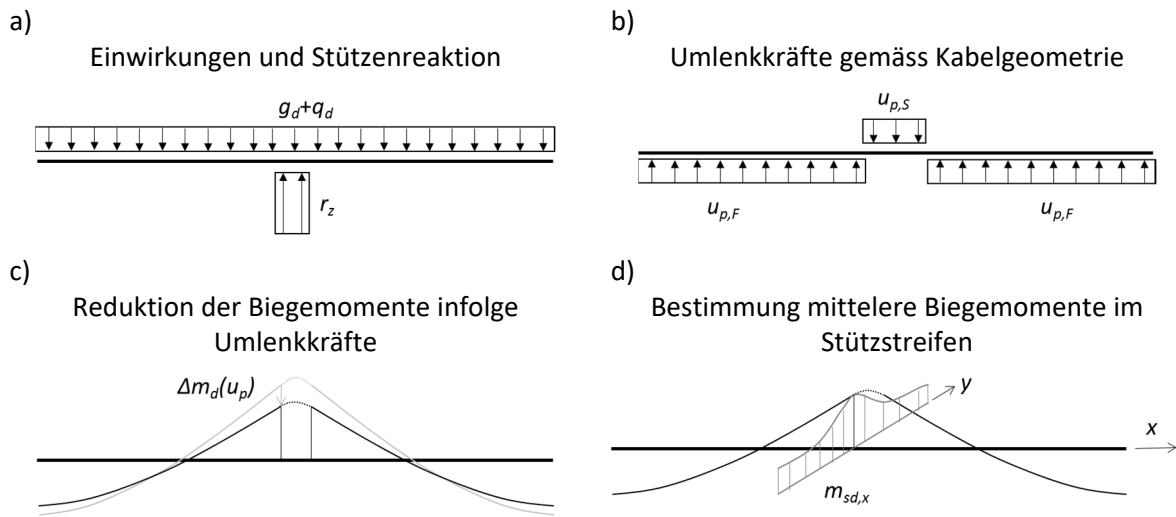 a)
Einwirkungen und Stützenreaktion
g_d+q_d
r_z
b)
Umlenkkräfte gemäss Kabelgeometrie
u_p,S
u_p,F
u_p,F
c)
Reduktion der Biegemomente infolge
Umlenkkräfte
Δm_d(u_p)
d)
Bestimmung mittelere Biegemomente im
Stützstreifen
y
x
m_sd,x